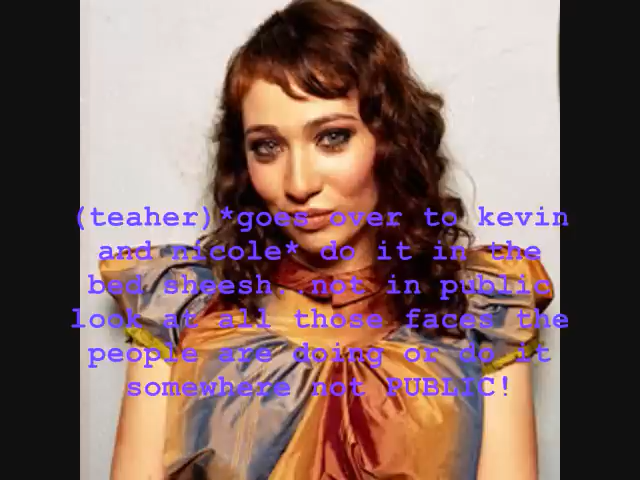 (teaher)*goes over to kevin
and nicole* do it in the
bed sheesh..not in public
look at all those faces the
people are doing or do it
somewhere not PUBLIC!